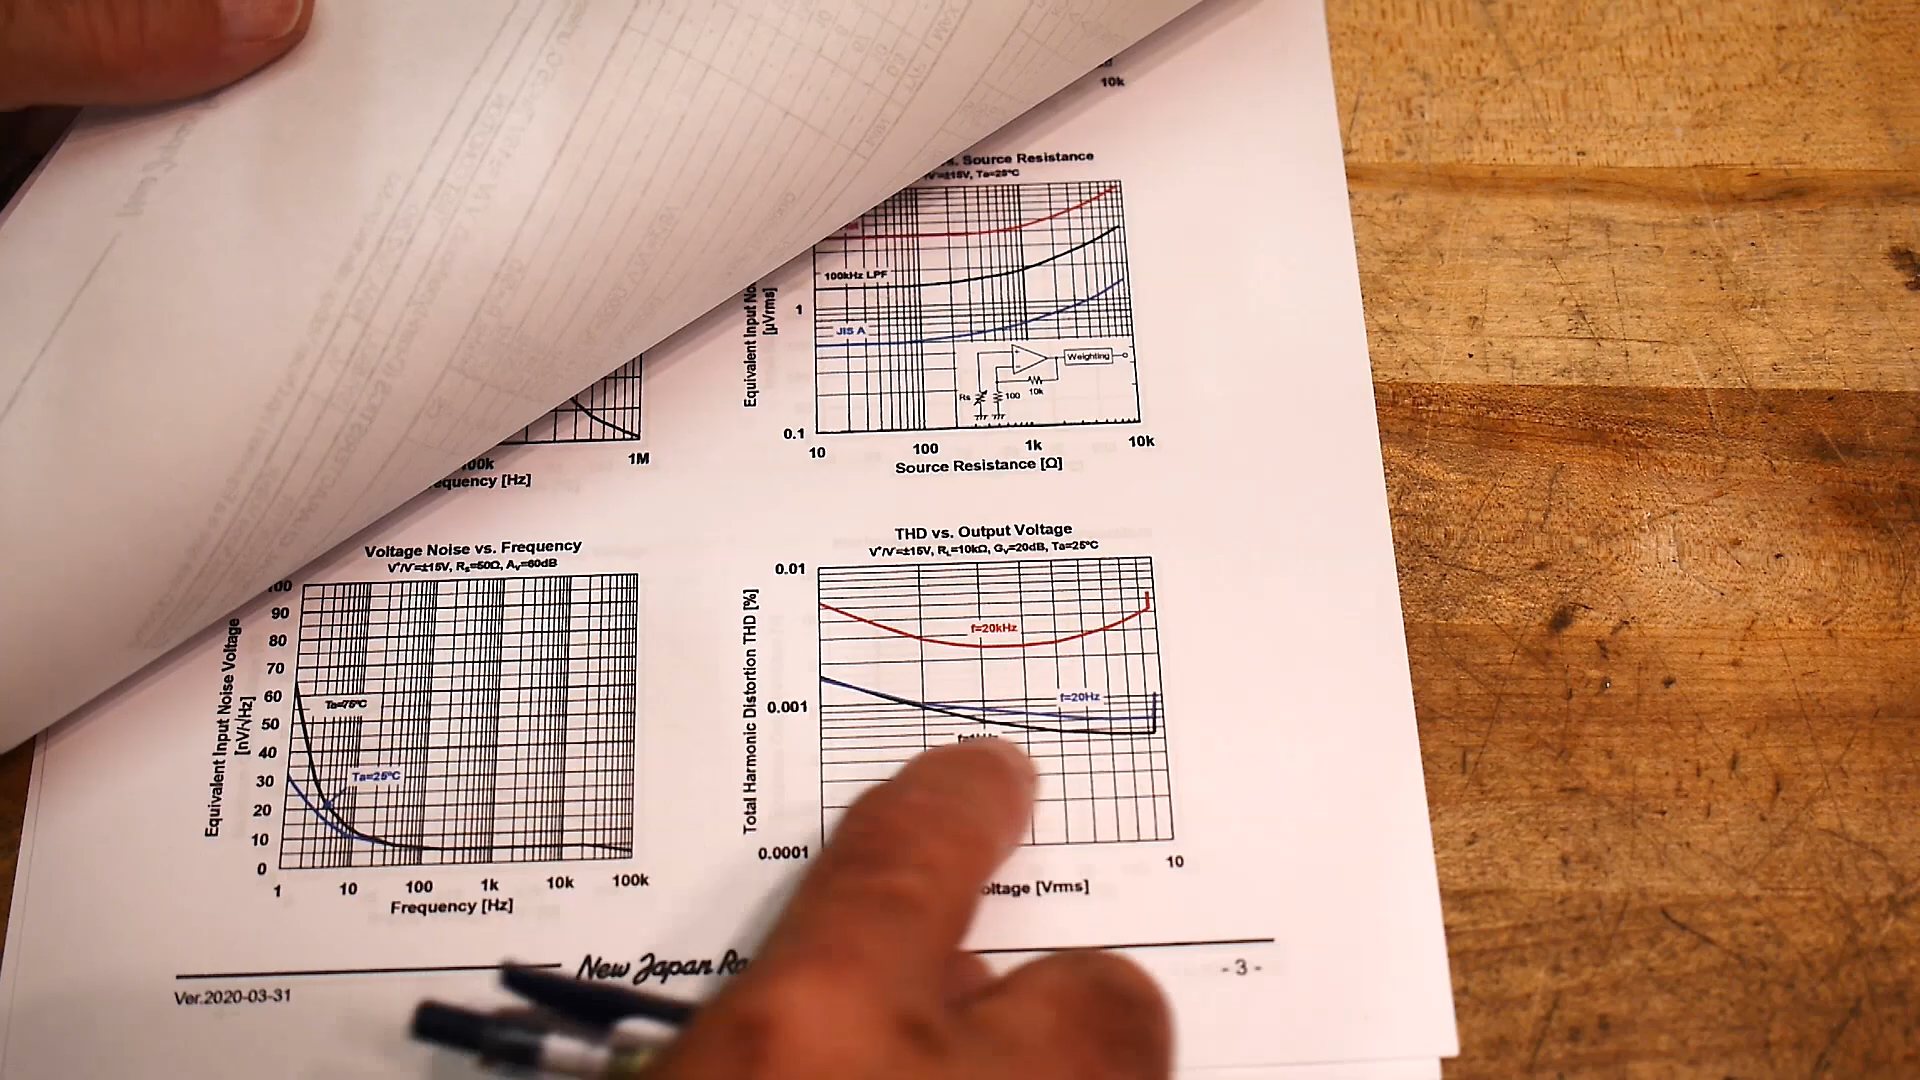 10k
s. Source Resistance
V⁺/V⁻=±15V, Ta=25°C
100kHz LPF
JIS A
Equivalent Input No
[µVrms]
1
0.1
Weighting
Rs
100
10k
10
100
1k
10k
Source Resistance [Ω]
100k
1M
equency [Hz]
Voltage Noise vs. Frequency
V⁺/V⁻=±15V, Rₛ=50Ω, Aᵥ=60dB
Equivalent Input Noise Voltage
[nV/√Hz]
100
90
80
70
60
50
40
30
20
10
0
Ta=75°C
Ta=25°C
1
10
100
1k
10k
100k
Frequency [Hz]
THD vs. Output Voltage
V⁺/V⁻=±15V, Rʟ=10kΩ, Gᵥ=20dB, Ta=25°C
Total Harmonic Distortion THD [%]
0.01
0.001
0.0001
f=20kHz
f=20Hz
10
oltage [Vrms]
New Japan Ra
- 3 -
Ver.2020-03-31